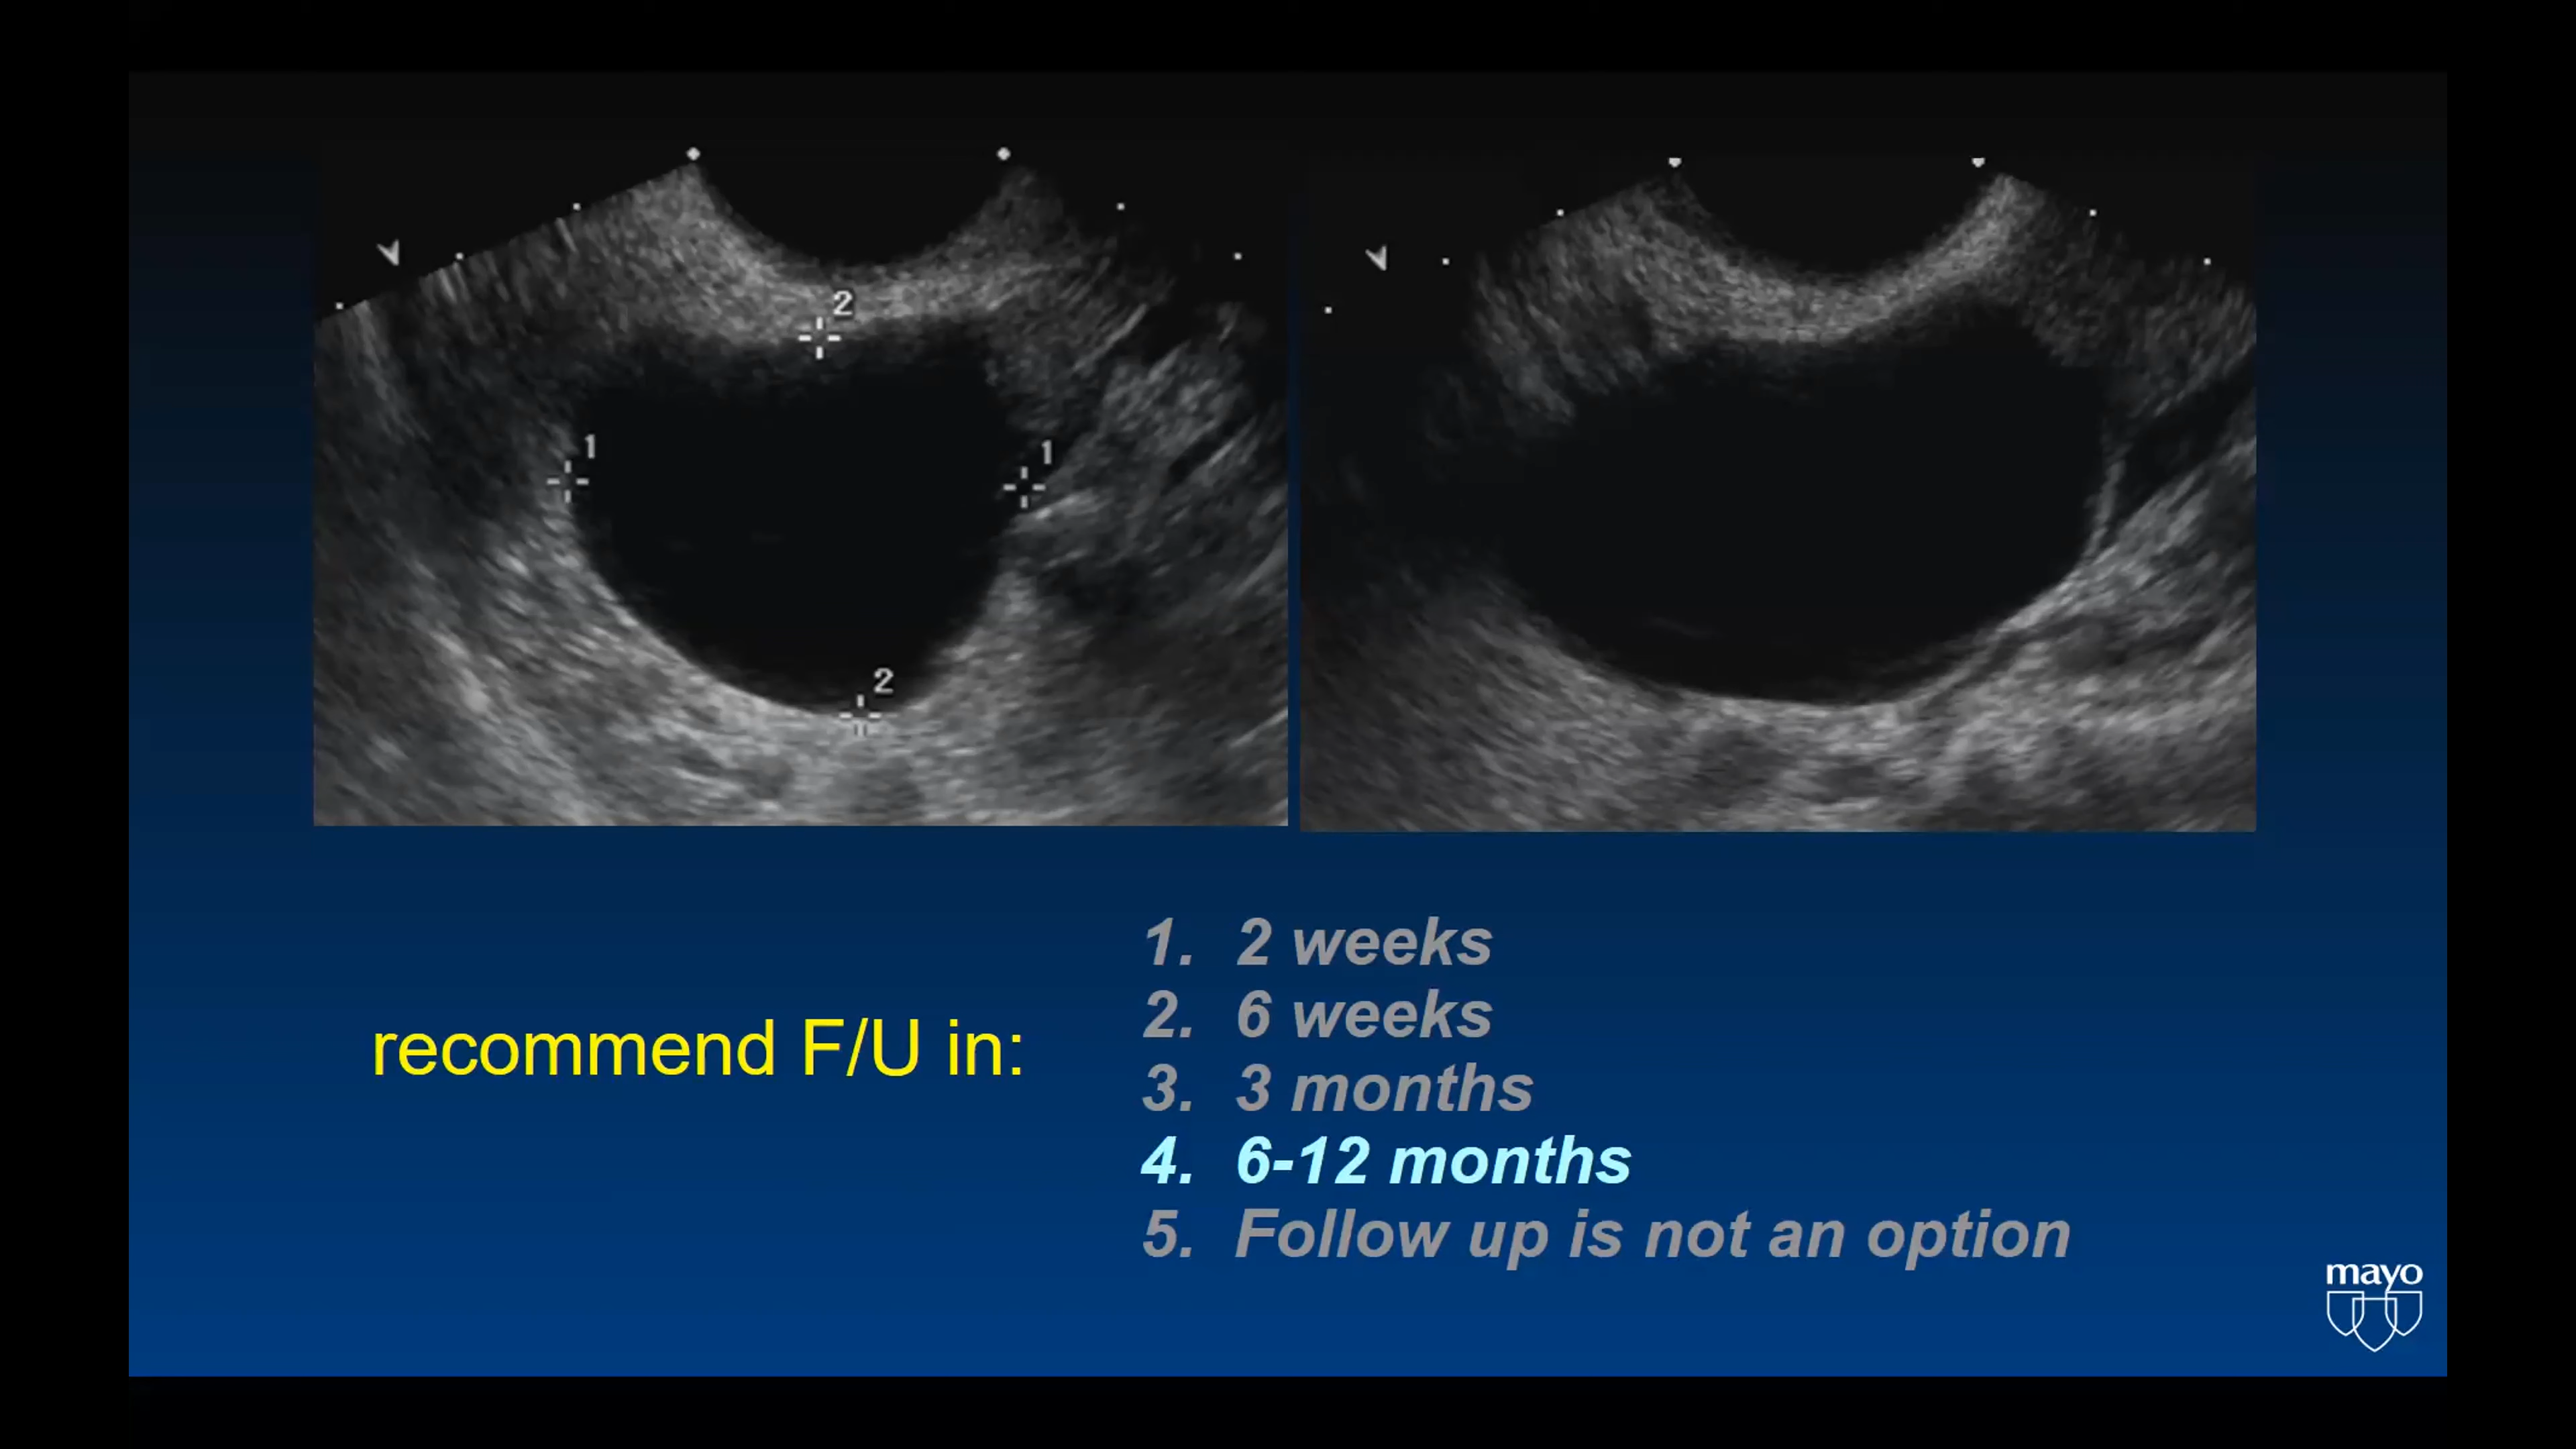 2
1
1
2
recommend F/U in:
1. 2 weeks
2. 6 weeks
3. 3 months
4. 6-12 months
5. Follow up is not an option
mayo